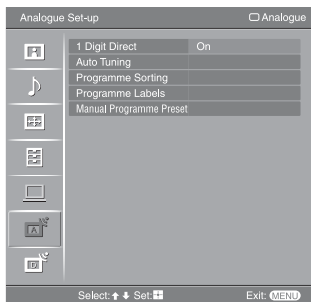 Analogue Set-up Analogue
1 Digit Direct On
Auto Tuning
Programme Sorting
Programme Labels
Manual Programme Preset
A
D
Select: Set: Exit: MENU